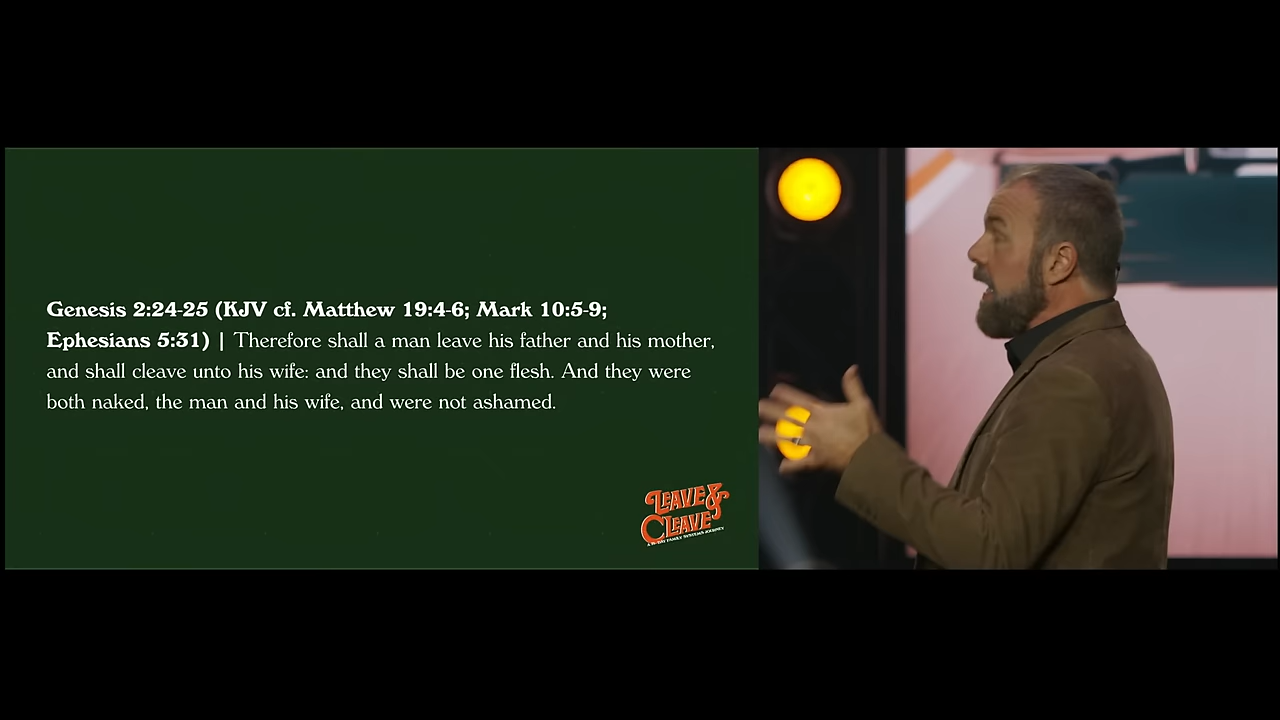 Genesis 2:24-25 (KJV cf. Matthew 19:4-6; Mark 10:5-9;
Ephesians 5:31) | Therefore shall a man leave his father and his mother,
and shall cleave unto his wife: and they shall be one flesh. And they were
both naked, the man and his wife, and were not ashamed.
LEAVE &
CLEAVE